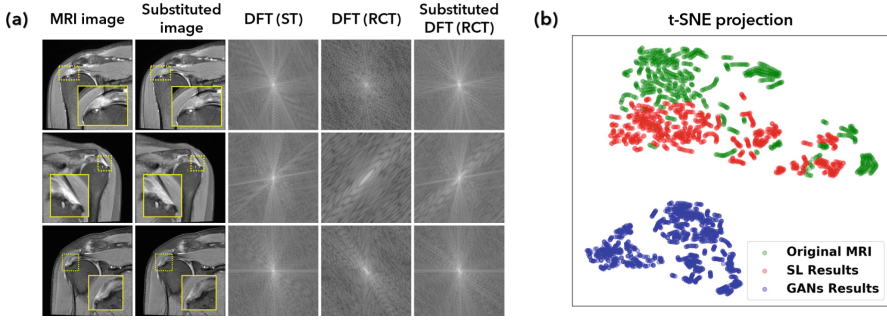 (a)
MRI image
Substituted
image
DFT (ST)
DFT (RCT)
Substituted
DFT (RCT)
(b)
t-SNE projection
Original MRI
SL Results
GANs Results